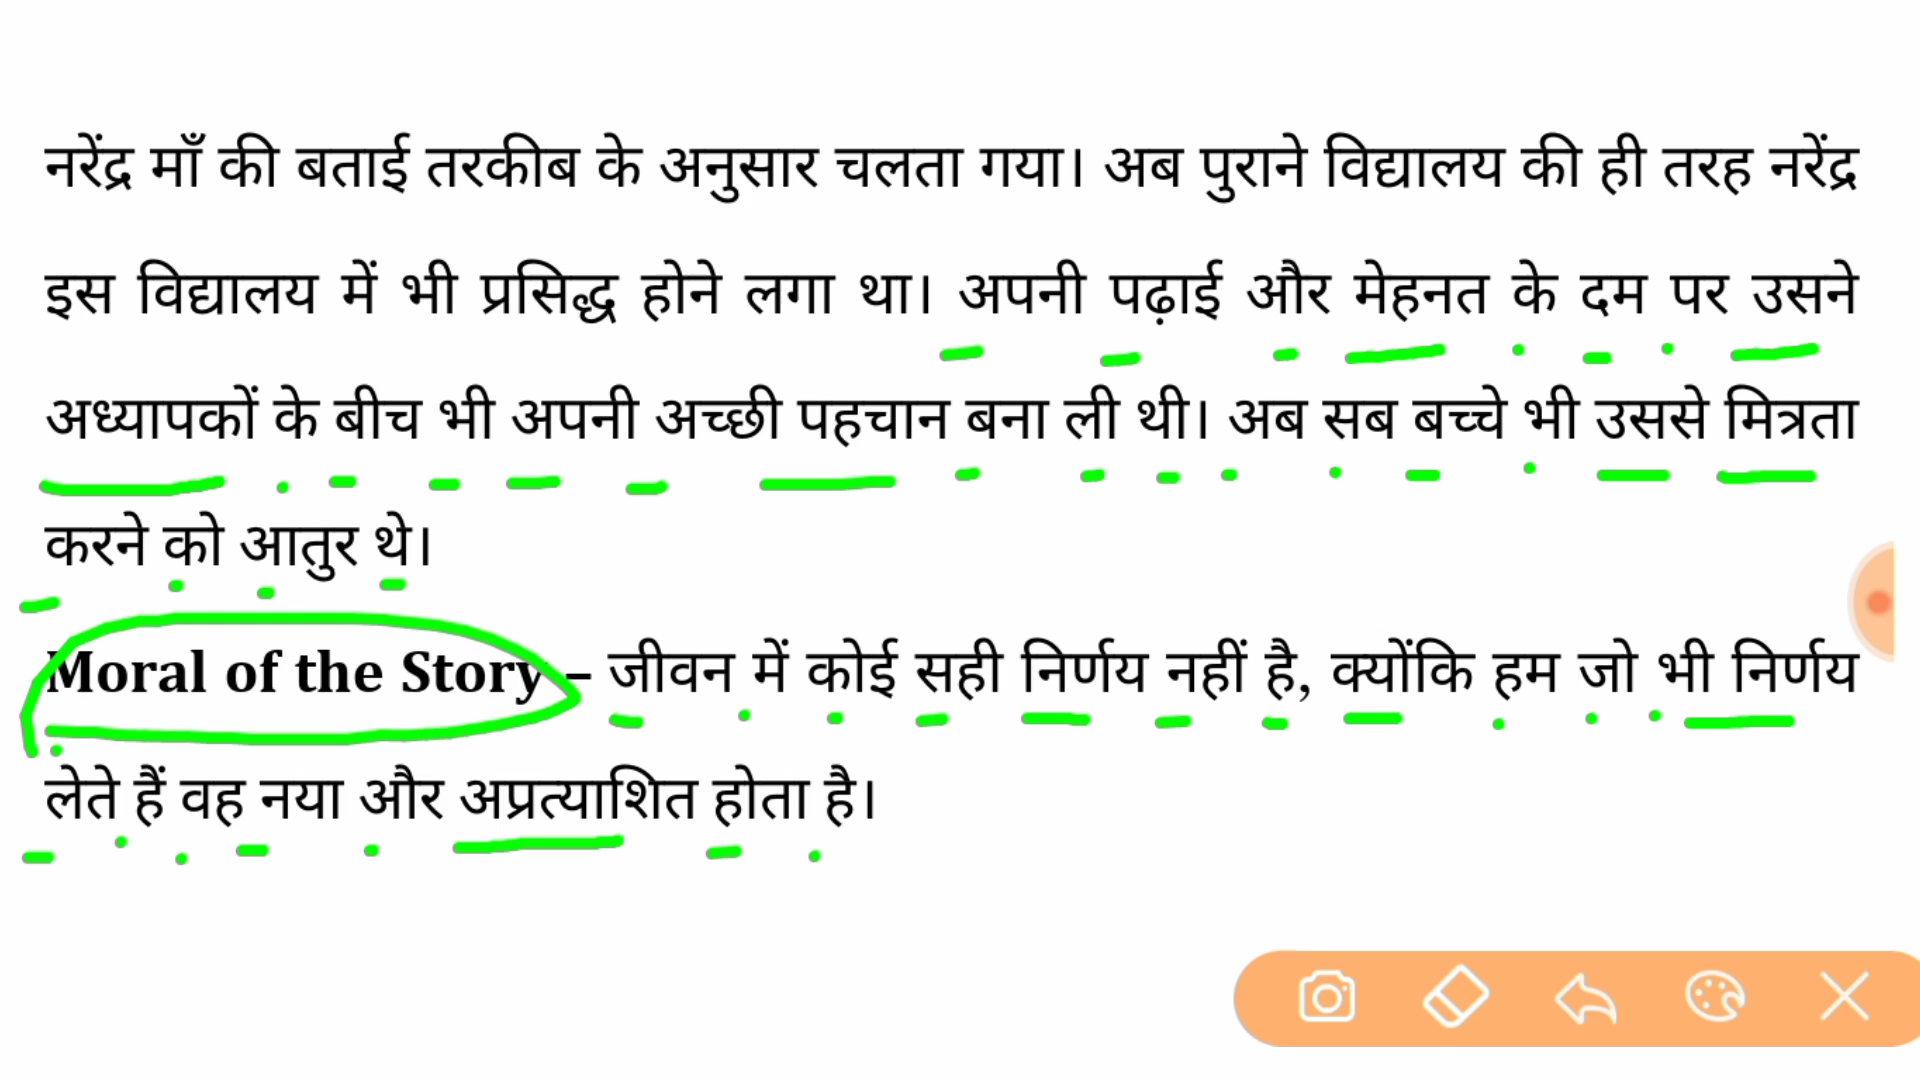 नरेंद्र माँ की बताई तरकीब के अनुसार चलता गया। अब पुराने विद्यालय की ही तरह नरेंद्र
इस विद्यालय में भी प्रसिद्ध होने लगा था। अपनी पढ़ाई और मेहनत के दम पर उसने
अध्यापकों के बीच भी अपनी अच्छी पहचान बना ली थी। अब सब बच्चे भी उससे मित्रता
करने को आतुर थे।
Moral of the Story – जीवन में कोई सही निर्णय नहीं है, क्योंकि हम जो भी निर्णय
लेते हैं वह नया और अप्रत्याशित होता है।